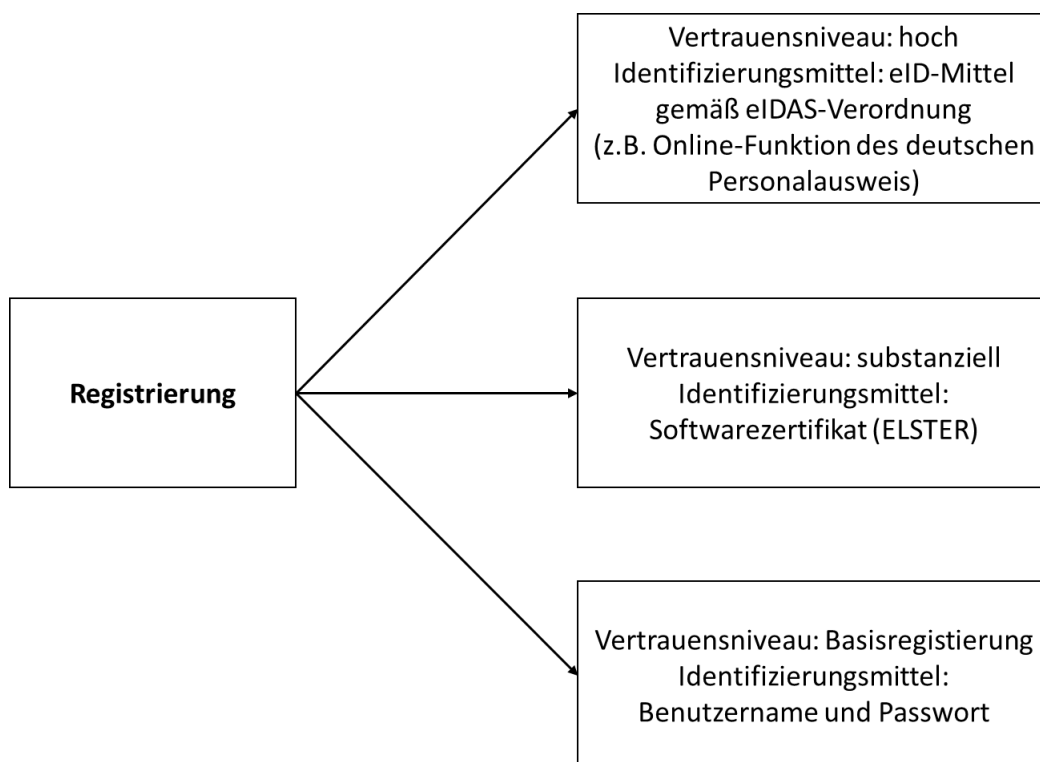 Vertrauensniveau: hoch
Identifizierungsmittel: eID-Mittel
gemäß eIDAS-Verordnung
(z.B. Online-Funktion des deutschen
Personalausweis)
Registrierung
Vertrauensniveau: substanziell
Identifizierungsmittel:
Softwarezertifikat (ELSTER)
Vertrauensniveau: Basisregistierung
Identifizierungsmittel:
Benutzername und Passwort